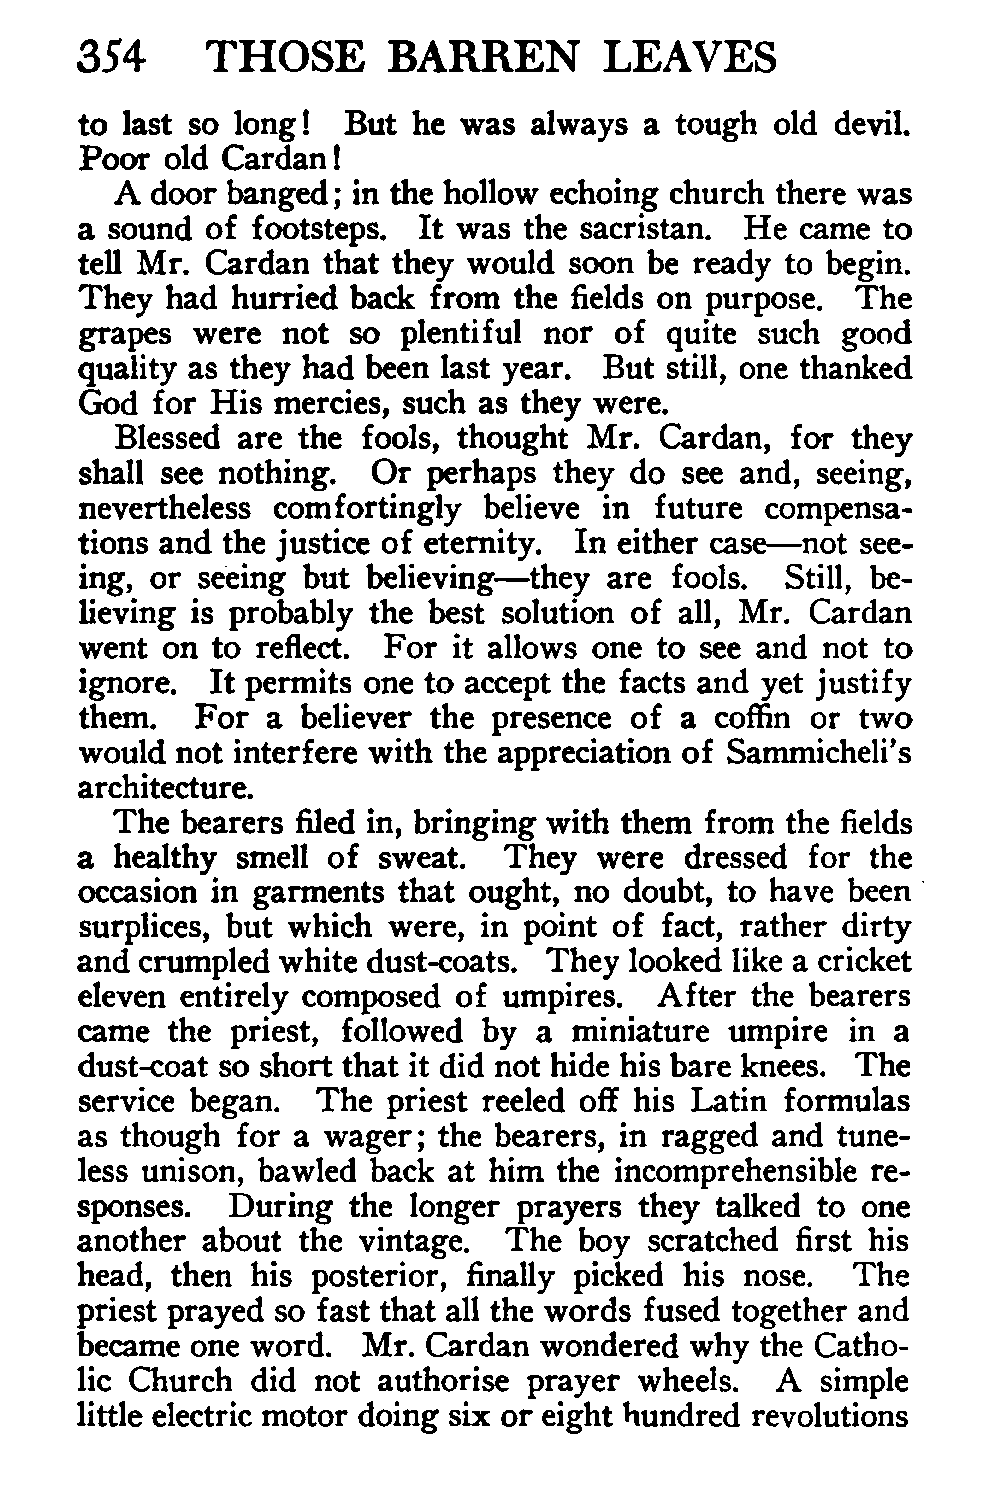 354 THOSE BARREN LEAVES
to last so long! But he was always a tough old devil.
Poor old Cardan!
A door banged; in the hollow echoing church there was
a sound of footsteps. It was the sacristan. He came to
tell Mr. Cardan that they would soon be ready to begin.
They had hurried back from the fields on purpose. The
grapes were not so plentiful nor of quite such good
quality as they had been last year. But still, one thanked
God for His mercies, such as they were.
Blessed are the fools, thought Mr. Cardan, for they
shall see nothing. Or perhaps they do see and, seeing,
nevertheless comfortingly believe in future compensa-
tions and the justice of eternity. In either case—not see-
ing, or seeing but believing—they are fools. Still, be-
lieving is probably the best solution of all, Mr. Cardan
went on to reflect. For it allows one to see and not to
ignore. It permits one to accept the facts and yet justify
them. For a believer the presence of a coffin or two
would not interfere with the appreciation of Sammicheli's
architecture.
The bearers filed in, bringing with them from the fields
a healthy smell of sweat. They were dressed for the
occasion in garments that ought, no doubt, to have been
surplices, but which were, in point of fact, rather dirty
and crumpled white dust-coats. They looked like a cricket
eleven entirely composed of umpires. After the bearers
came the priest, followed by a miniature umpire in a
dust-coat so short that it did not hide his bare knees. The
service began. The priest reeled off his Latin formulas
as though for a wager; the bearers, in ragged and tune-
less unison, bawled back at him the incomprehensible re-
sponses. During the longer prayers they talked to one
another about the vintage. The boy scratched first his
head, then his posterior, finally picked his nose. The
priest prayed so fast that all the words fused together and
became one word. Mr. Cardan wondered why the Catho-
lic Church did not authorise prayer wheels. A simple
little electric motor doing six or eight hundred revolutions